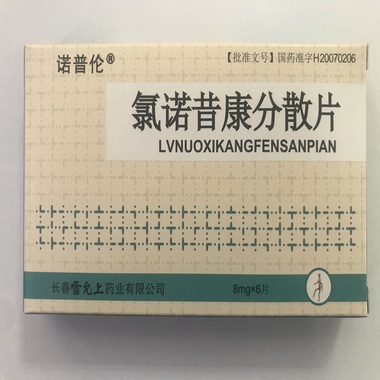 诺普伦®
【批准文号】国药准字H20070206
氯诺昔康分散片
LVNUOXIKANGFENSANPIAN
长春雷允上药业有限公司
8mg×6片